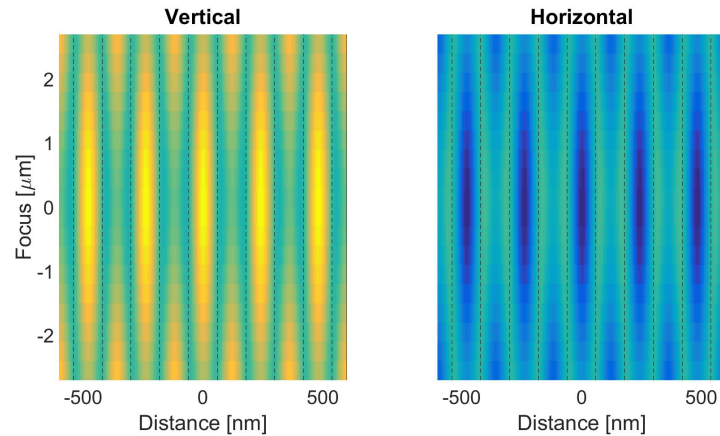 Vertical
Horizontal
Focus [μm]
2
1
0
-1
-2
-500 0 500
-500 0 500
Distance [nm]
Distance [nm]